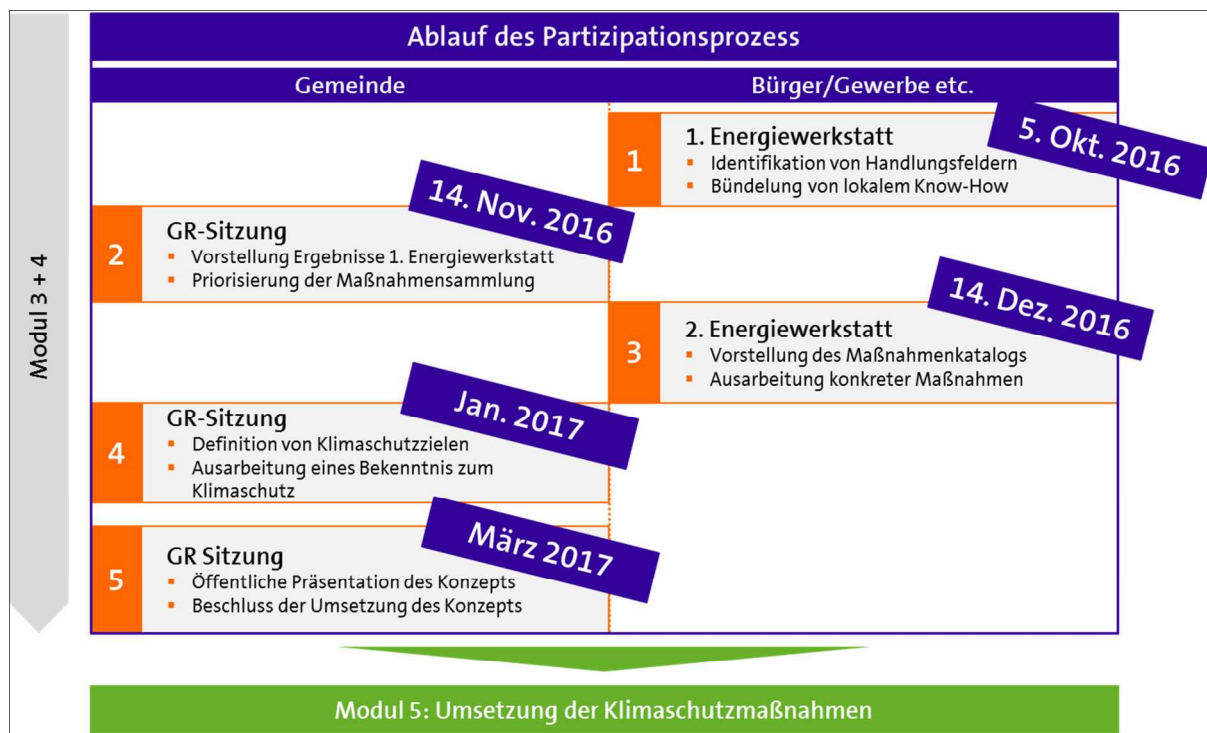 Ablauf des Partizipationsprozess
Gemeinde
Bürger/Gewerbe etc.
Modul 3 + 4
1
1. Energiewerkstatt
▪ Identifikation von Handlungsfeldern
▪ Bündelung von lokalem Know-How
5. Okt. 2016
2
GR-Sitzung
▪ Vorstellung Ergebnisse 1. Energiewerkstatt
▪ Priorisierung der Maßnahmensammlung
14. Nov. 2016
3
2. Energiewerkstatt
▪ Vorstellung des Maßnahmenkatalogs
▪ Ausarbeitung konkreter Maßnahmen
14. Dez. 2016
4
GR-Sitzung
▪ Definition von Klimaschutzzielen
▪ Ausarbeitung eines Bekenntnis zum
Klimaschutz
Jan. 2017
5
GR Sitzung
▪ Öffentliche Präsentation des Konzepts
▪ Beschluss der Umsetzung des Konzepts
März 2017
Modul 5: Umsetzung der Klimaschutzmaßnahmen